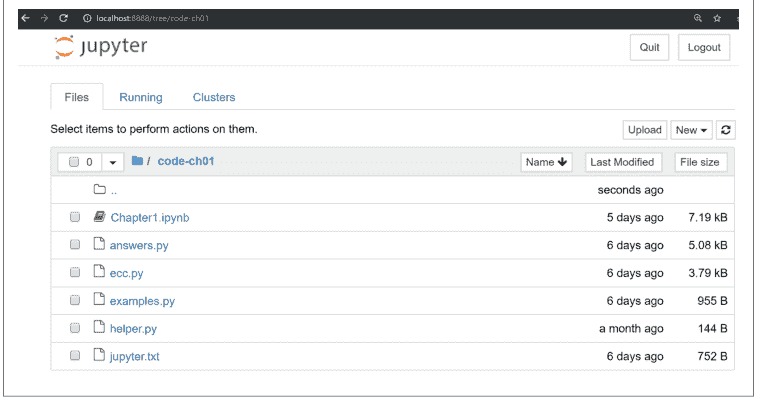 localhost:8888/tree/code-ch01
jupyter
Quit Logout
Files Running Clusters
Select items to perform actions on them.
Upload New
0 / code-ch01 Name Last Modified File size
.. seconds ago
Chapter1.ipynb 5 days ago 7.19 kB
answers.py 6 days ago 5.08 kB
ecc.py 6 days ago 3.79 kB
examples.py 6 days ago 955 B
helper.py a month ago 144 B
jupyter.txt 6 days ago 752 B